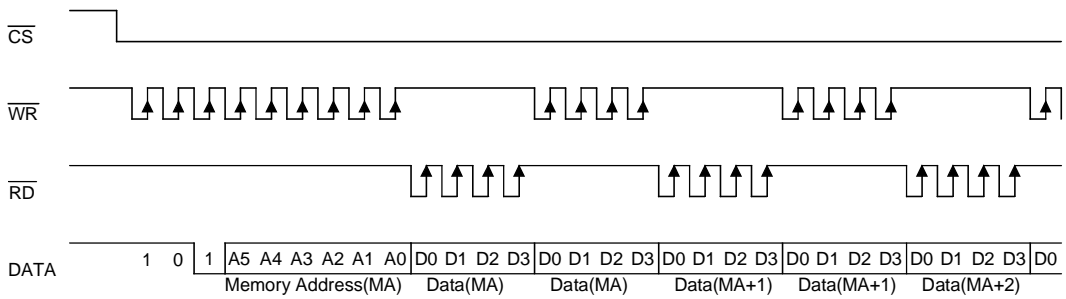 CS
WR
RD
DATA 1 0 1 A5 A4 A3 A2 A1 A0 D0 D1 D2 D3 D0 D1 D2 D3 D0 D1 D2 D3 D0 D1 D2 D3 D0 D1 D2 D3 D0
Memory Address(MA) Data(MA) Data(MA) Data(MA+1) Data(MA+1) Data(MA+2)